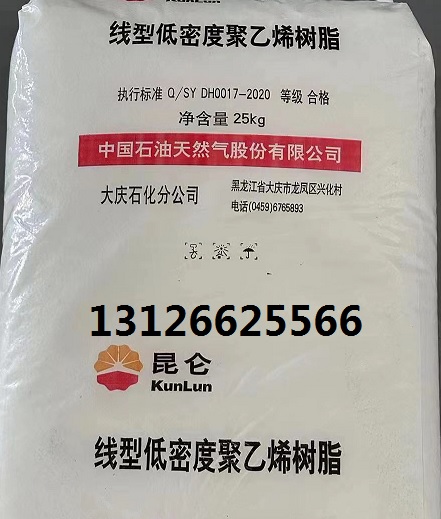 KunLun
线型低密度聚乙烯树脂
执行标准 Q/SY DH0017-2020 等级 合格
净含量 25kg
中国石油天然气股份有限公司
大庆石化分公司
黑龙江省大庆市龙凤区兴化村
电话(0459)6765893
13126625566
昆仑
KunLun
线型低密度聚乙烯树脂